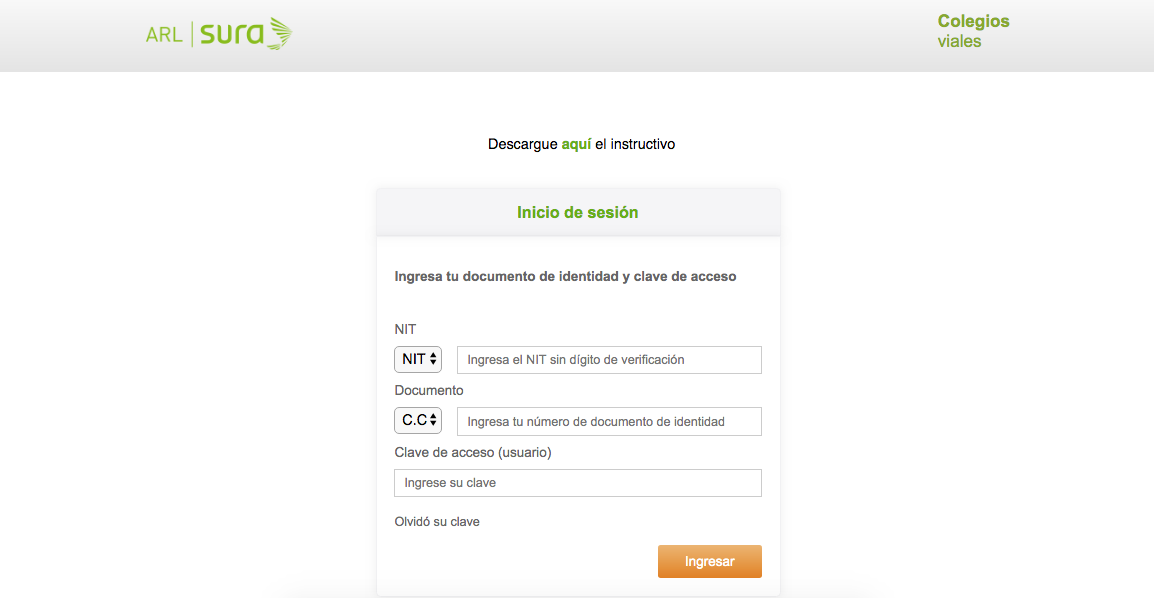 ARL | sura
Colegios
viales
Descargue aquí el instructivo
Inicio de sesión
Ingresa tu documento de identidad y clave de acceso
NIT
NIT
Ingresa el NIT sin dígito de verificación
Documento
C.C
Ingresa tu número de documento de identidad
Clave de acceso (usuario)
Ingrese su clave
Olvidó su clave
Ingresar